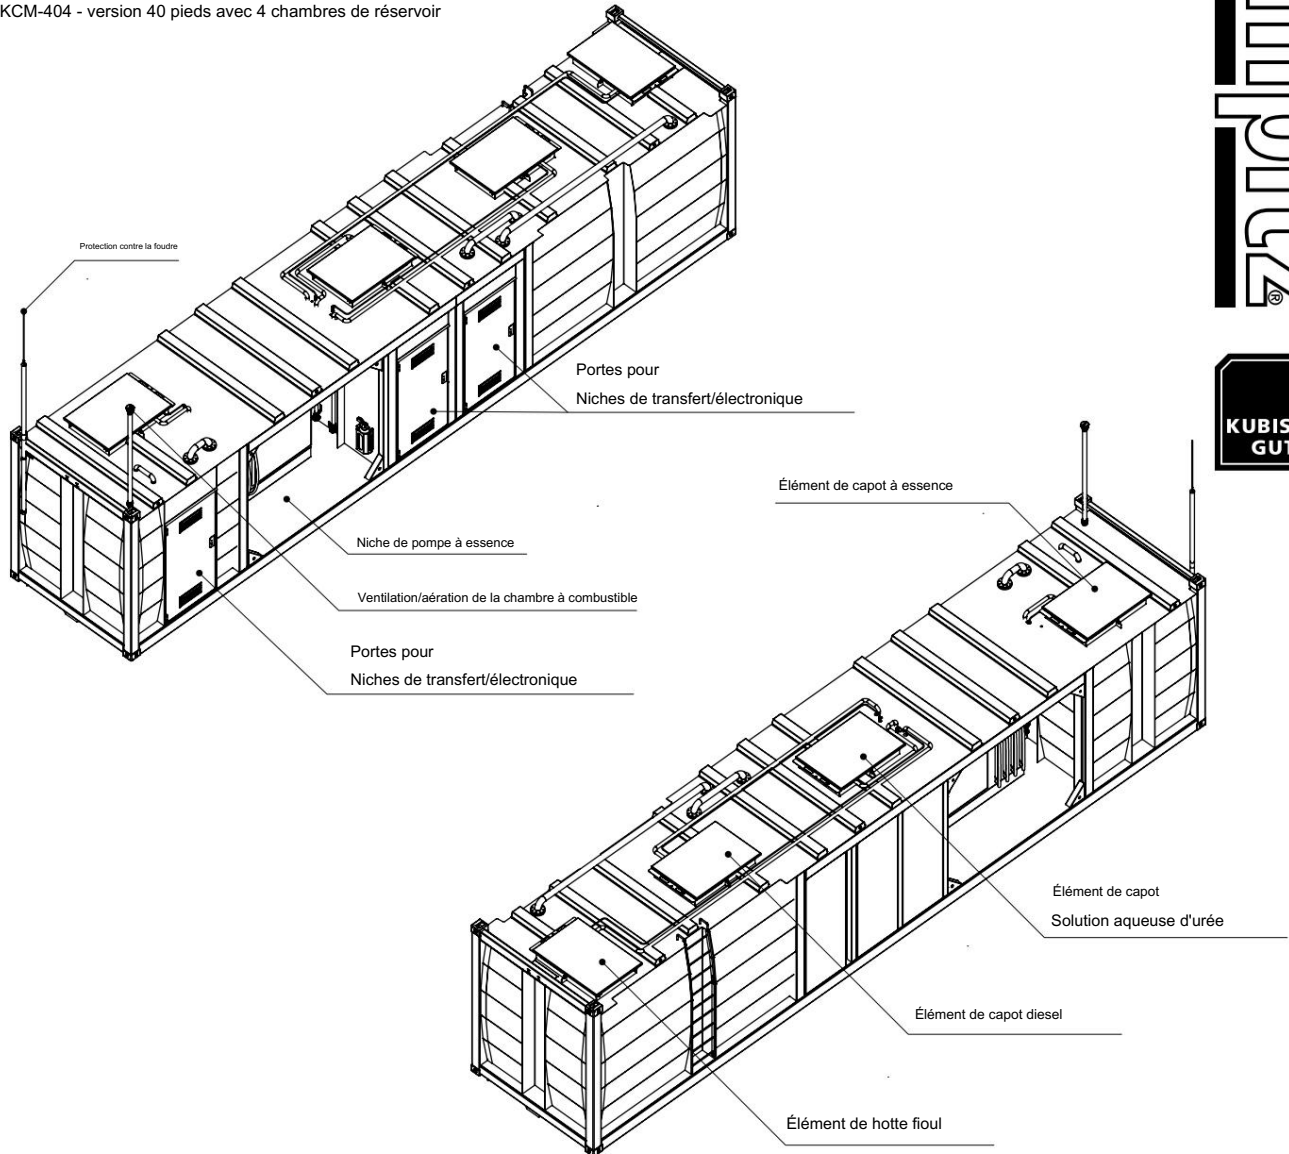 KCM-404 - version 40 pieds avec 4 chambres de réservoir
Protection contre la foudre
Portes pour
Niches de transfert/électronique
Niche de pompe à essence
Ventilation/aération de la chambre à combustible
Portes pour
Niches de transfert/électronique
Élément de capot à essence
Élément de capot
Solution aqueuse d'urée
Élément de capot diesel
Élément de hotte fioul